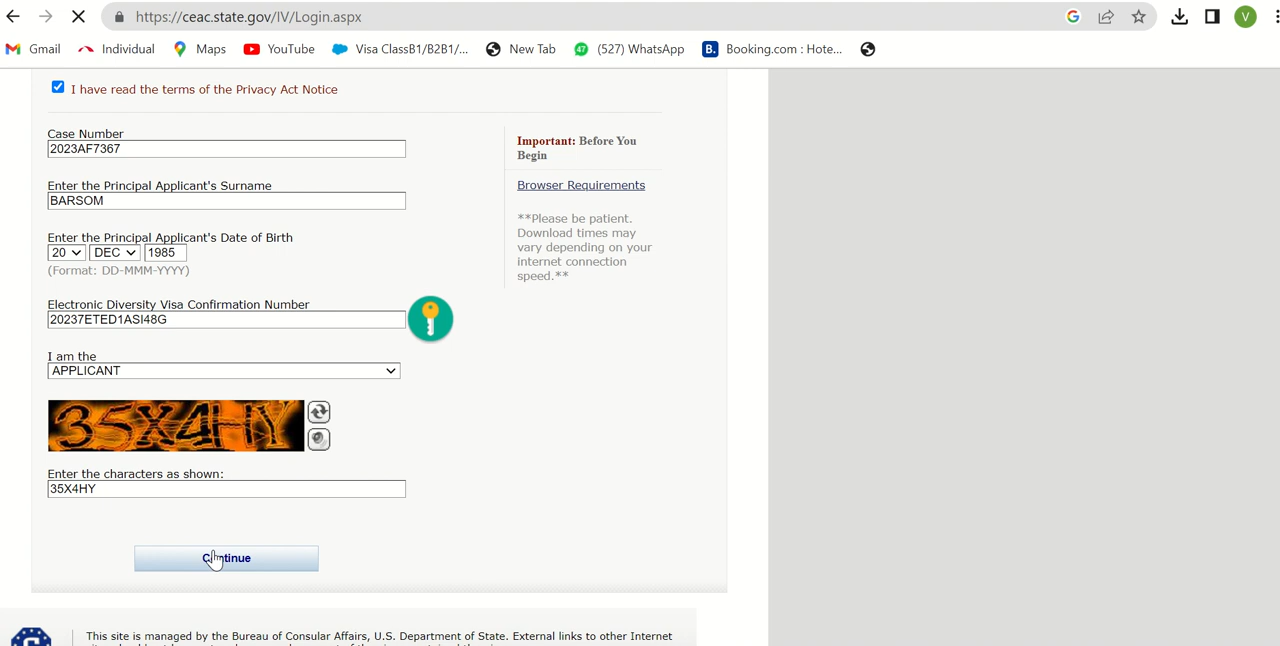 https://ceac.state.gov/IV/Login.aspx
V
Gmail Individual Maps YouTube Visa ClassB1/B2B1/... New Tab 47 (527) WhatsApp B. Booking.com : Hote...
I have read the terms of the Privacy Act Notice
Case Number
2023AF7367
Enter the Principal Applicant's Surname
BARSOM
Enter the Principal Applicant's Date of Birth
20 DEC 1985
(Format: DD-MMM-YYYY)
Electronic Diversity Visa Confirmation Number
20237ETED1ASI48G
I am the
APPLICANT
35X4HY
Enter the characters as shown:
35X4HY
Continue
Important: Before You
Begin
Browser Requirements
**Please be patient.
Download times may
vary depending on your
internet connection
speed.**
This site is managed by the Bureau of Consular Affairs, U.S. Department of State. External links to other Internet